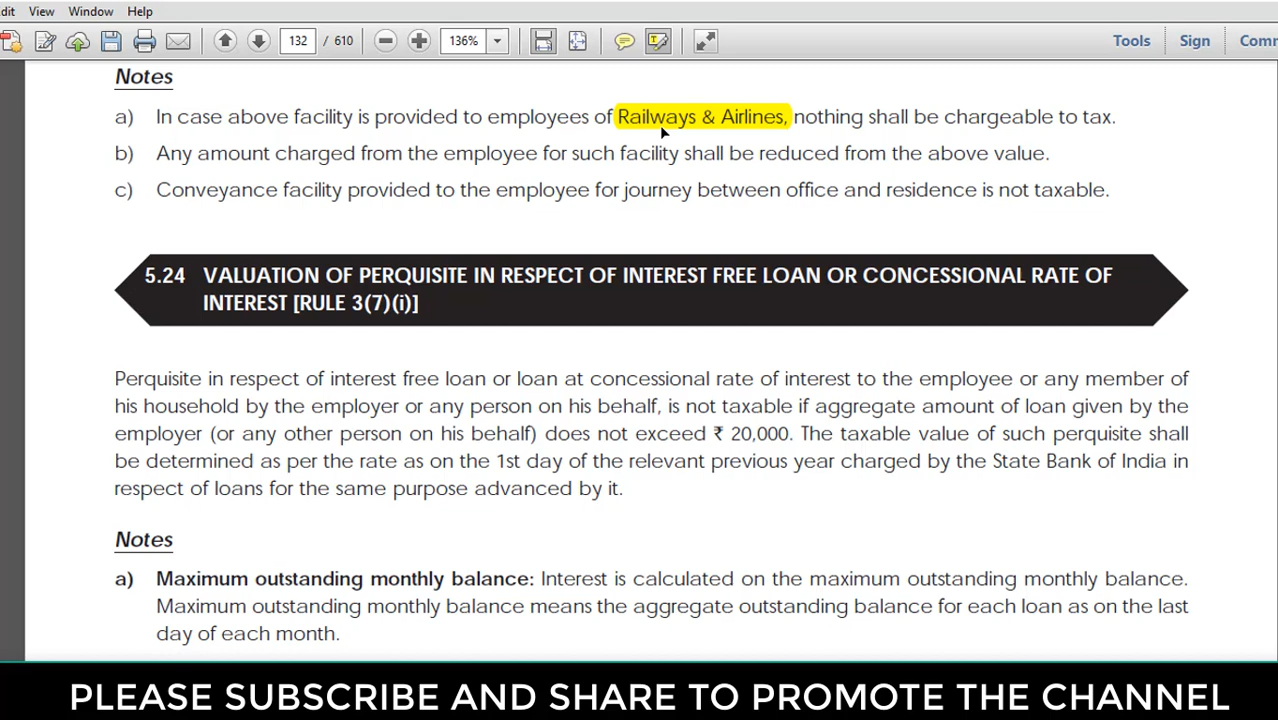 dit View Window Help
132 / 610 136% Tools Sign Comm
Notes
a) In case above facility is provided to employees of Railways & Airlines, nothing shall be chargeable to tax.
b) Any amount charged from the employee for such facility shall be reduced from the above value.
c) Conveyance facility provided to the employee for journey between office and residence is not taxable.
5.24 VALUATION OF PERQUISITE IN RESPECT OF INTEREST FREE LOAN OR CONCESSIONAL RATE OF
INTEREST [RULE 3(7)(i)]
Perquisite in respect of interest free loan or loan at concessional rate of interest to the employee or any member of
his household by the employer or any person on his behalf, is not taxable if aggregate amount of loan given by the
employer (or any other person on his behalf) does not exceed ₹ 20,000. The taxable value of such perquisite shall
be determined as per the rate as on the 1st day of the relevant previous year charged by the State Bank of India in
respect of loans for the same purpose advanced by it.
Notes
a) Maximum outstanding monthly balance: Interest is calculated on the maximum outstanding monthly balance.
Maximum outstanding monthly balance means the aggregate outstanding balance for each loan as on the last
day of each month.
PLEASE SUBSCRIBE AND SHARE TO PROMOTE THE CHANNEL